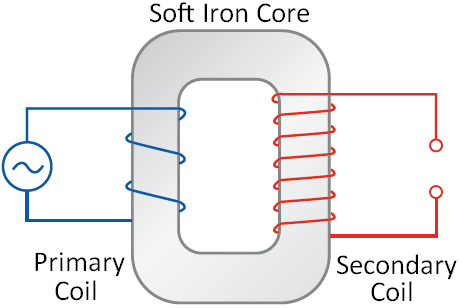 Soft Iron Core
Primary
Coil
Secondary
Coil